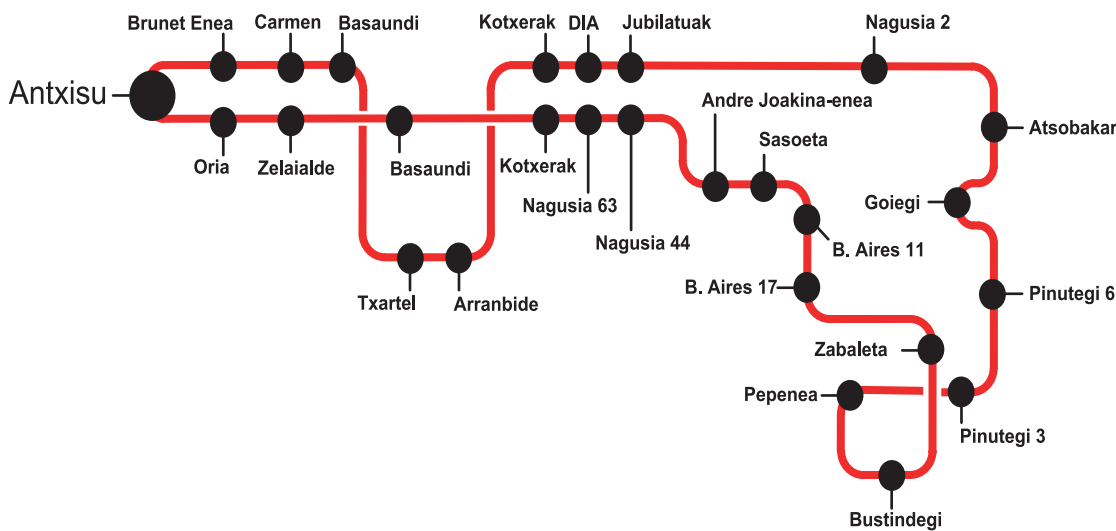 Brunet Enea
Carmen
Basaundi
Kotxerak
DIA
Jubilatuak
Nagusia 2
Antxisu
Andre Joakina-enea
Atsobakar
Sasoeta
Oria
Zelaialde
Basaundi
Kotxerak
Nagusia 63
Goiegi
Nagusia 44
B. Aires 11
B. Aires 17
Pinutegi 6
Txartel
Arranbide
Zabaleta
Pepenea
Pinutegi 3
Bustindegi